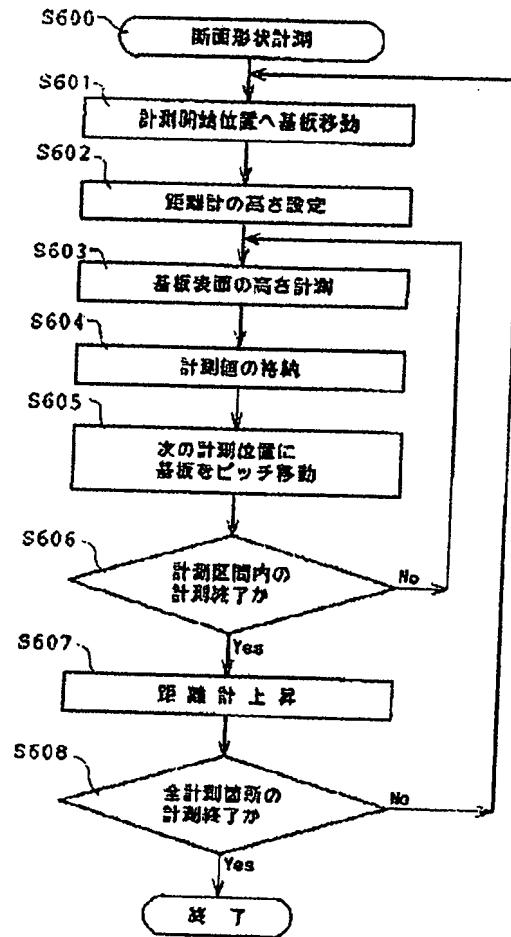 S600
断面形状計測
S601
計測開始位置へ基板移動
S602
距離計の高さ設定
S603
基板表面の高さ計測
S604
計測値の格納
S605
次の計測位置に
基板をピッチ移動
S606
計測区間内の
計測終了か
No
Yes
S607
距離計上昇
S608
全計測箇所の
計測終了か
No
Yes
終了